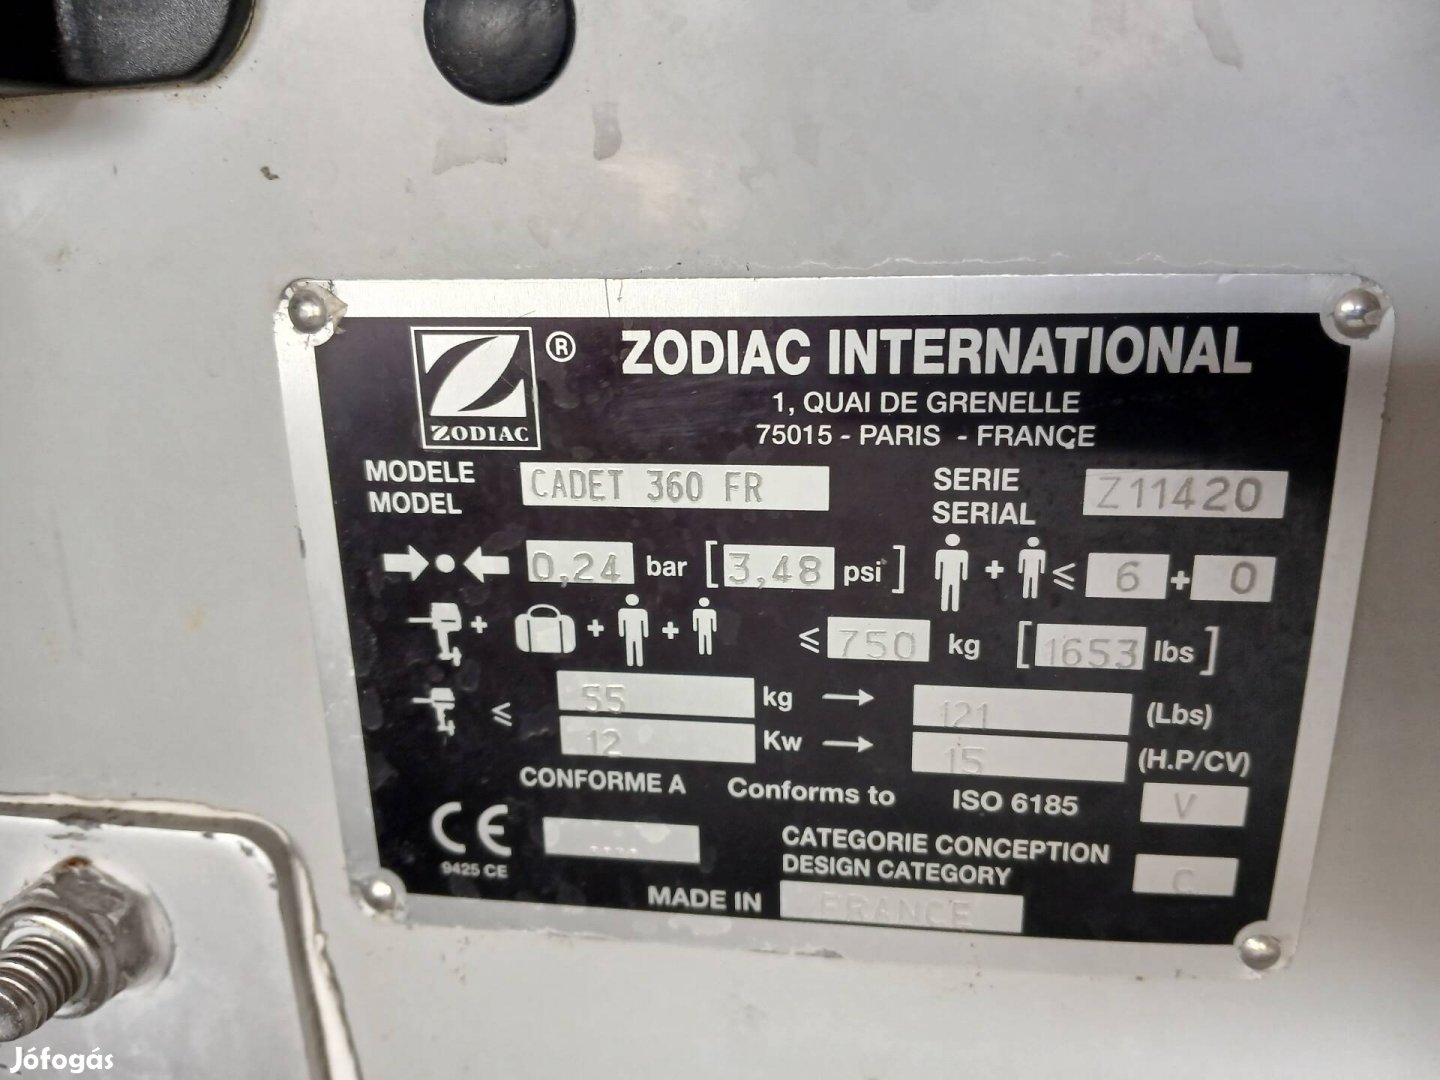 ZODIAC
®
ZODIAC INTERNATIONAL
1, QUAI DE GRENELLE
75015 - PARIS - FRANCE
MODELE
MODEL
CADET 360 FR
SERIE
SERIAL
Z11420
0,24 bar [3,48 psi]
+ ≤ 6 + 0
+ + + ≤ 750 kg [1653 lbs]
≤ 55 kg → 121 (Lbs)
12 Kw → 15 (H.P/CV)
CONFORME A Conforms to ISO 6185 V
CE
9425 CE
CATEGORIE CONCEPTION
DESIGN CATEGORY
C
MADE IN FRANCE
Jófogás